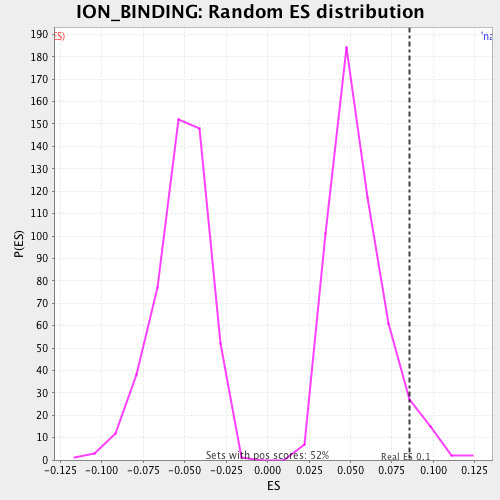 ION_BINDING: Random ES distribution
ES)
'na
190
180
170
160
150
140
130
120
110
100
90
80
70
60
50
40
30
20
10
0
P(ES)
Sets with pos scores: 52%
Real ES 0.1
-0.125 -0.100 -0.075 -0.050 -0.025 0.000 0.025 0.050 0.075 0.100 0.125
ES